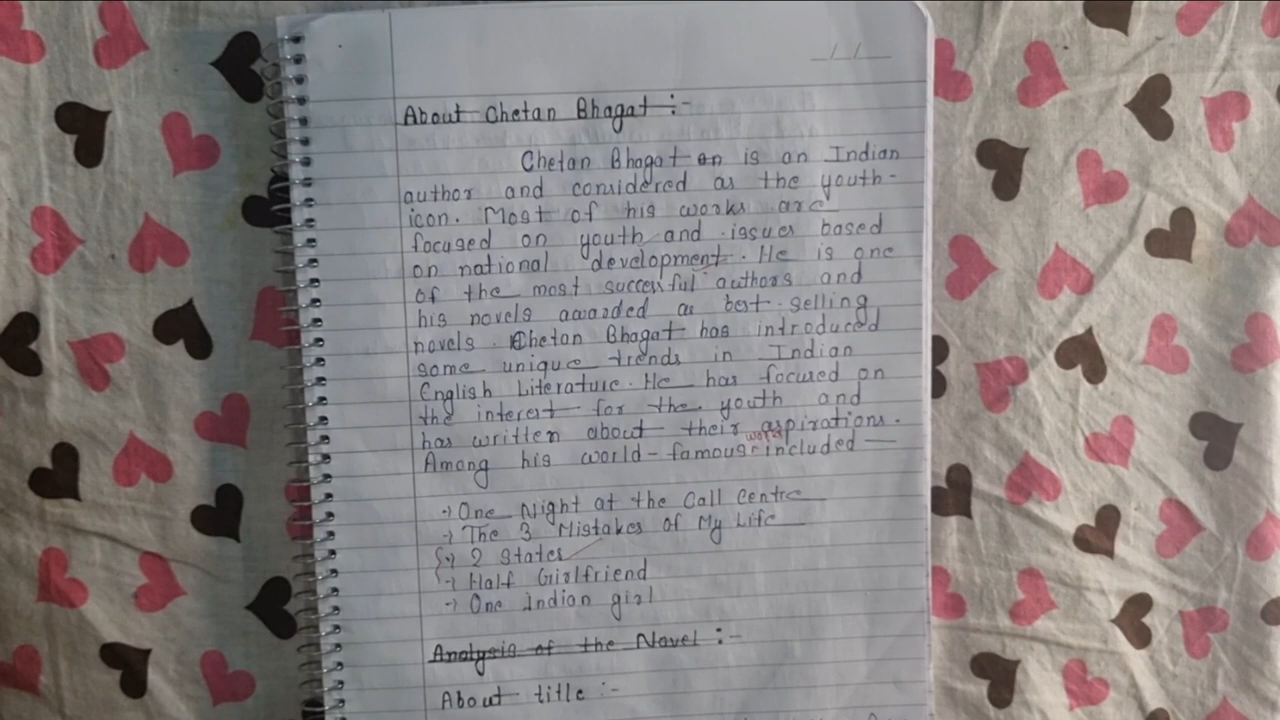 __/__/____
About Chetan Bhagat :-
Chetan Bhagat an is an Indian
author and considered as the youth-
icon. Most of his works are
focused on youth and issues based
on national development. He is one
of the most successful authors and
his novels awarded as best-selling
novels. Chetan Bhagat has introduced
some unique trends in Indian
English Literature. He has focused on
the interest for the youth and
has written about their aspirations.
Among his world-famous works included —
→ One Night at the Call Centre
→ The 3 Mistakes of My Life
→ 2 States
→ Half Girlfriend
→ One indian girl
Analysis of the Novel :-
About title :-